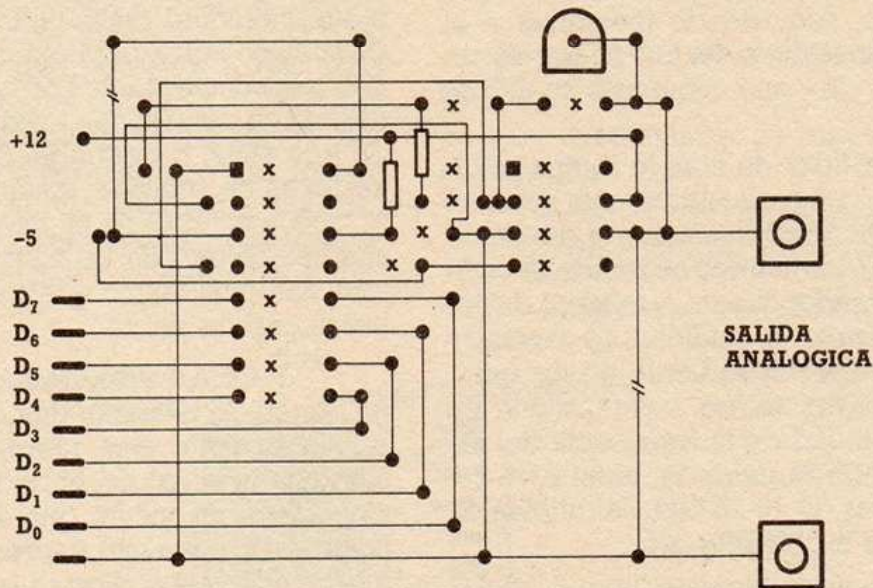 +12
-5
D7
D6
D5
D4
D3
D2
D1
D0
SALIDA
ANALOGICA